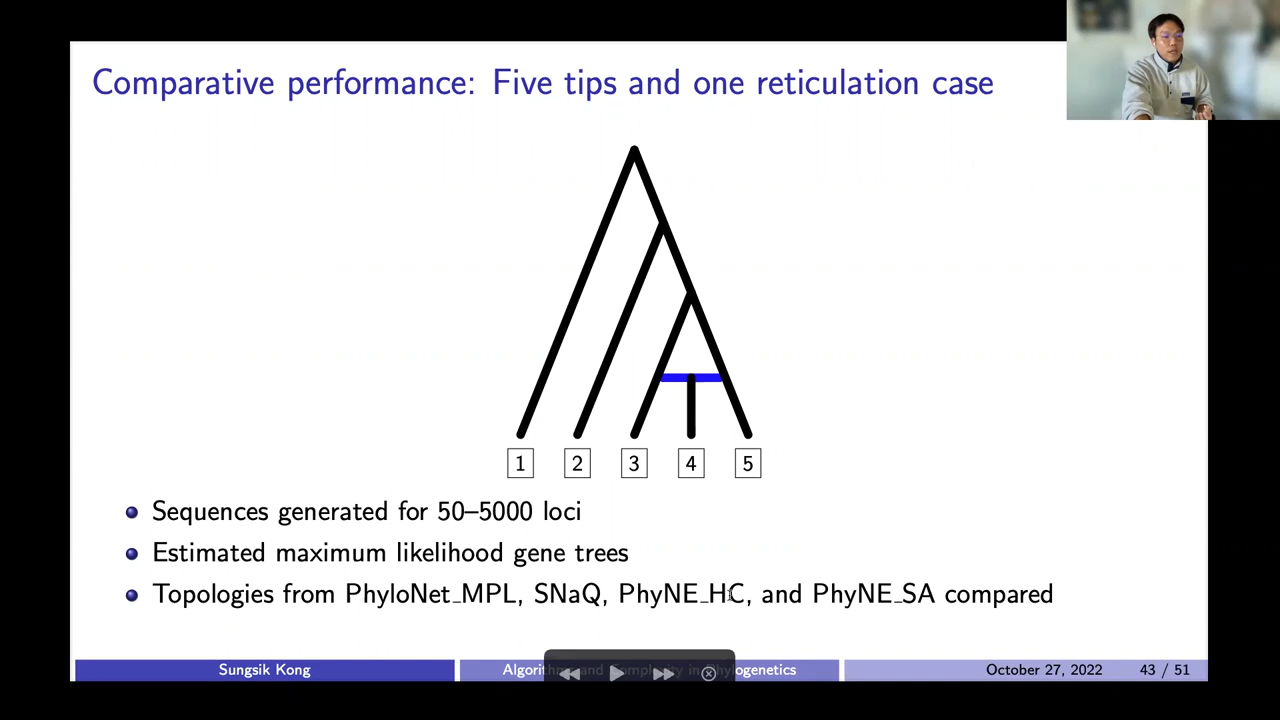 Comparative performance: Five tips and one reticulation case
1 2 3 4 5
Sequences generated for 50–5000 loci
Estimated maximum likelihood gene trees
Topologies from PhyloNet_MPL, SNaQ, PhyNE_HC, and PhyNE_SA compared
Sungsik Kong Algorithms and Complexity in Phylogenetics October 27, 2022 43 / 51